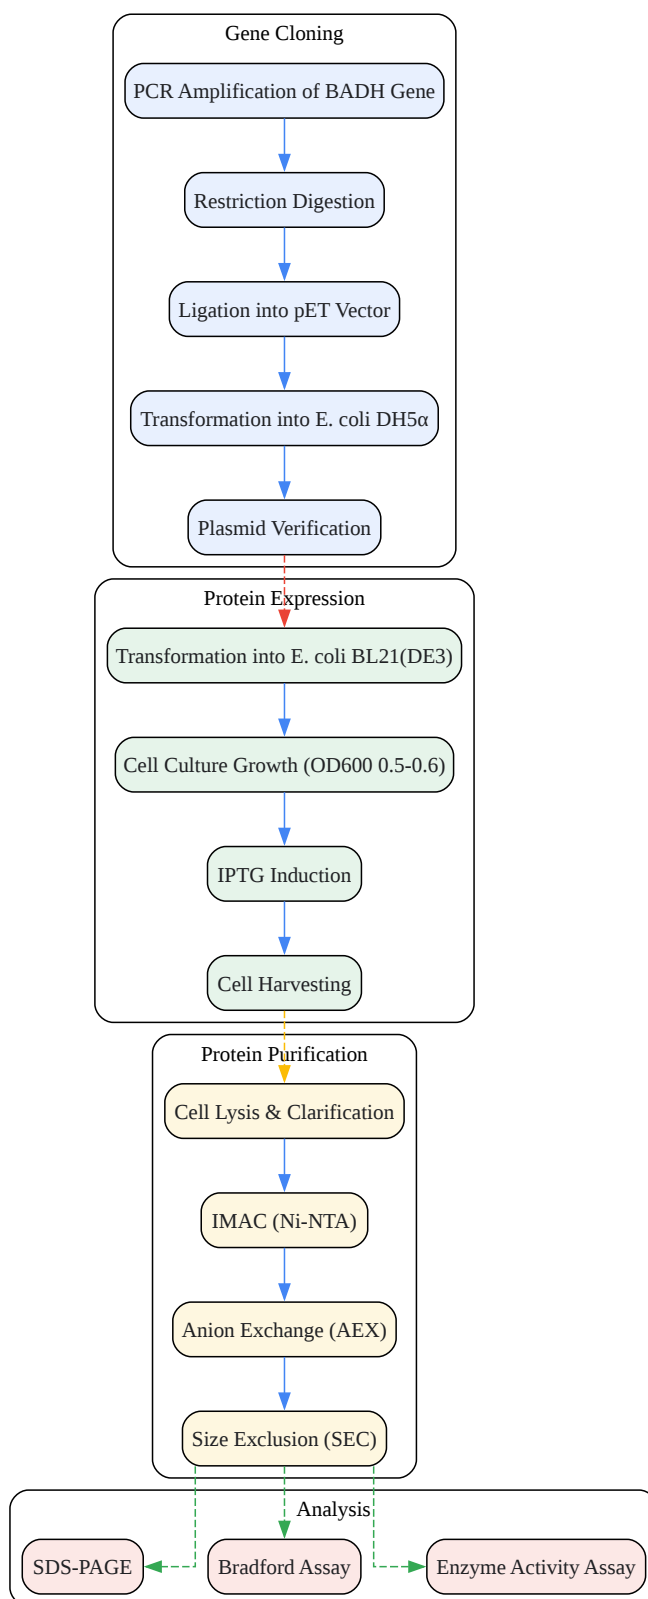 Gene Cloning
PCR Amplification of BADH Gene
Restriction Digestion
Ligation into pET Vector
Transformation into E. coli DH5α
Plasmid Verification
Protein Expression
Transformation into E. coli BL21(DE3)
Cell Culture Growth (OD600 0.5-0.6)
IPTG Induction
Cell Harvesting
Protein Purification
Cell Lysis & Clarification
IMAC (Ni-NTA)
Anion Exchange (AEX)
Size Exclusion (SEC)
Analysis
SDS-PAGE
Bradford Assay
Enzyme Activity Assay